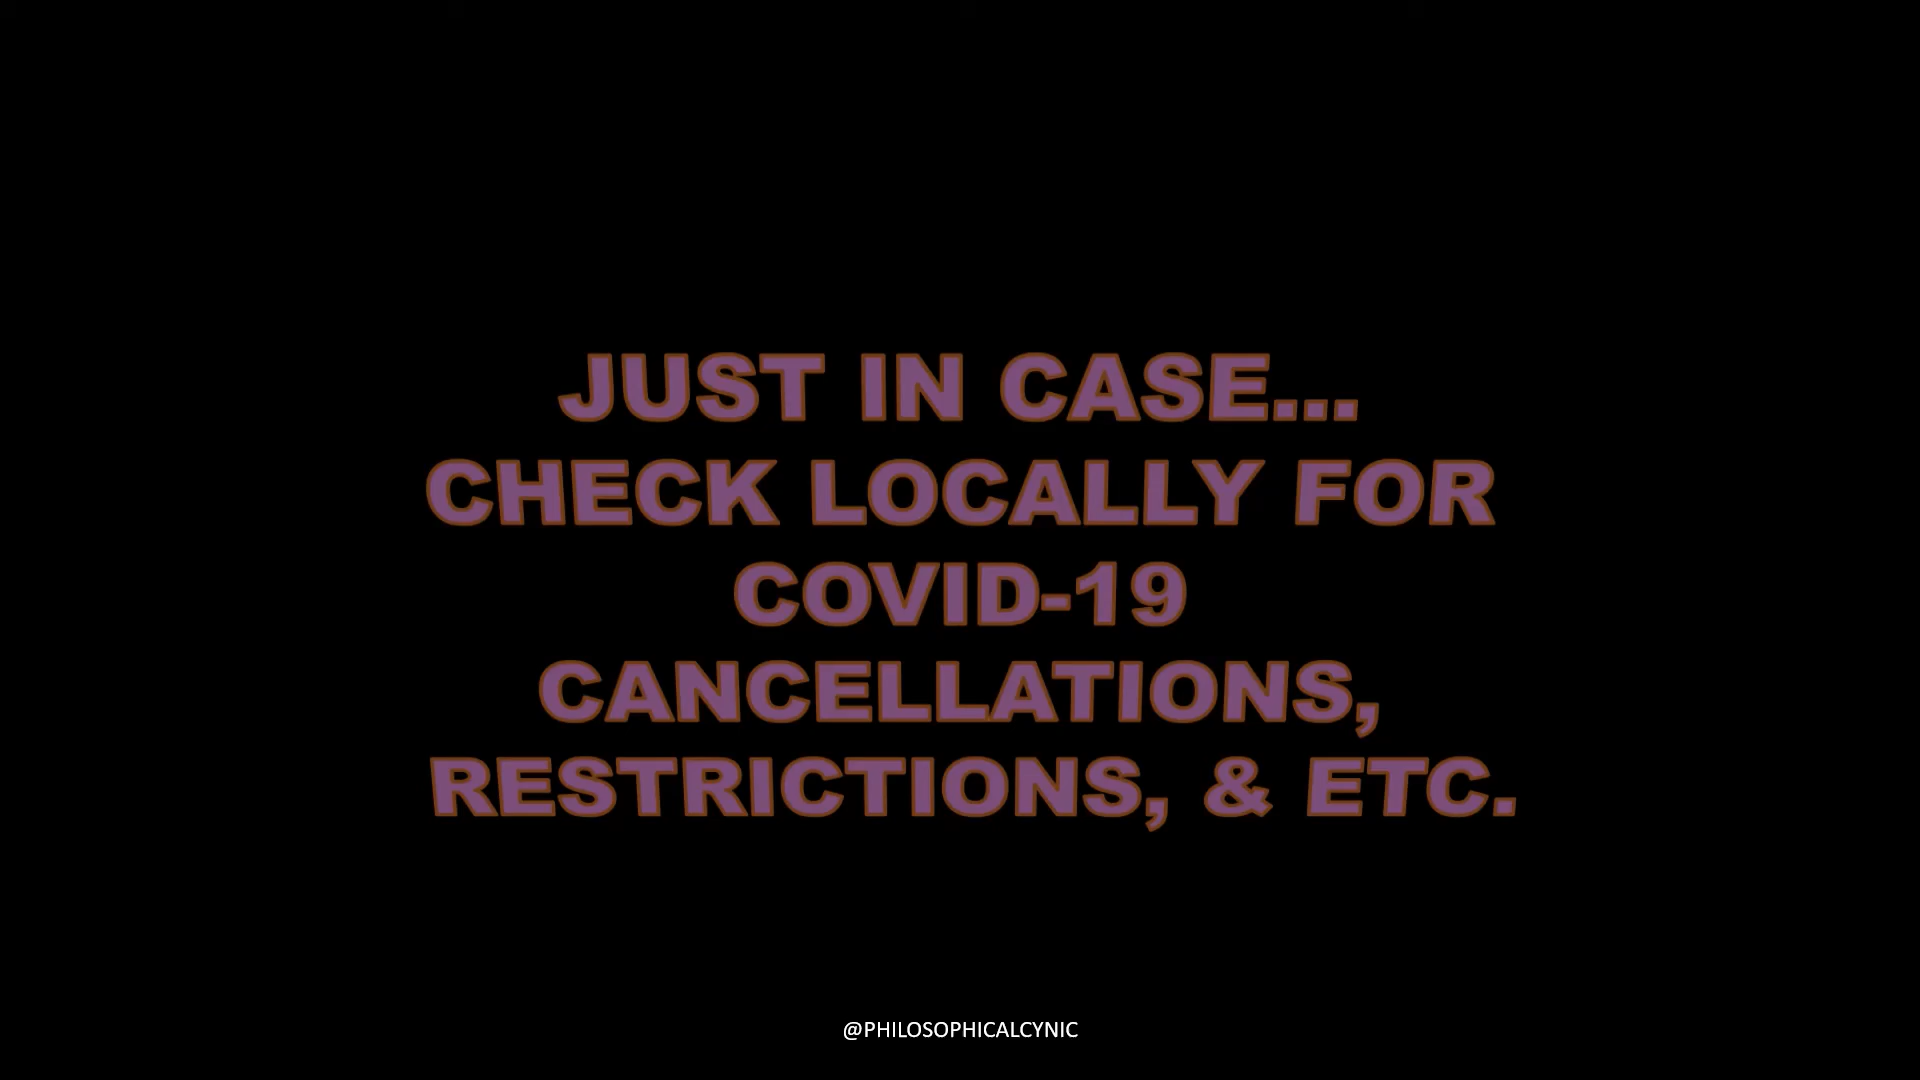 JUST IN CASE...
CHECK LOCALLY FOR
COVID-19
CANCELLATIONS,
RESTRICTIONS, & ETC.
@PHILOSOPHICALCYNIC